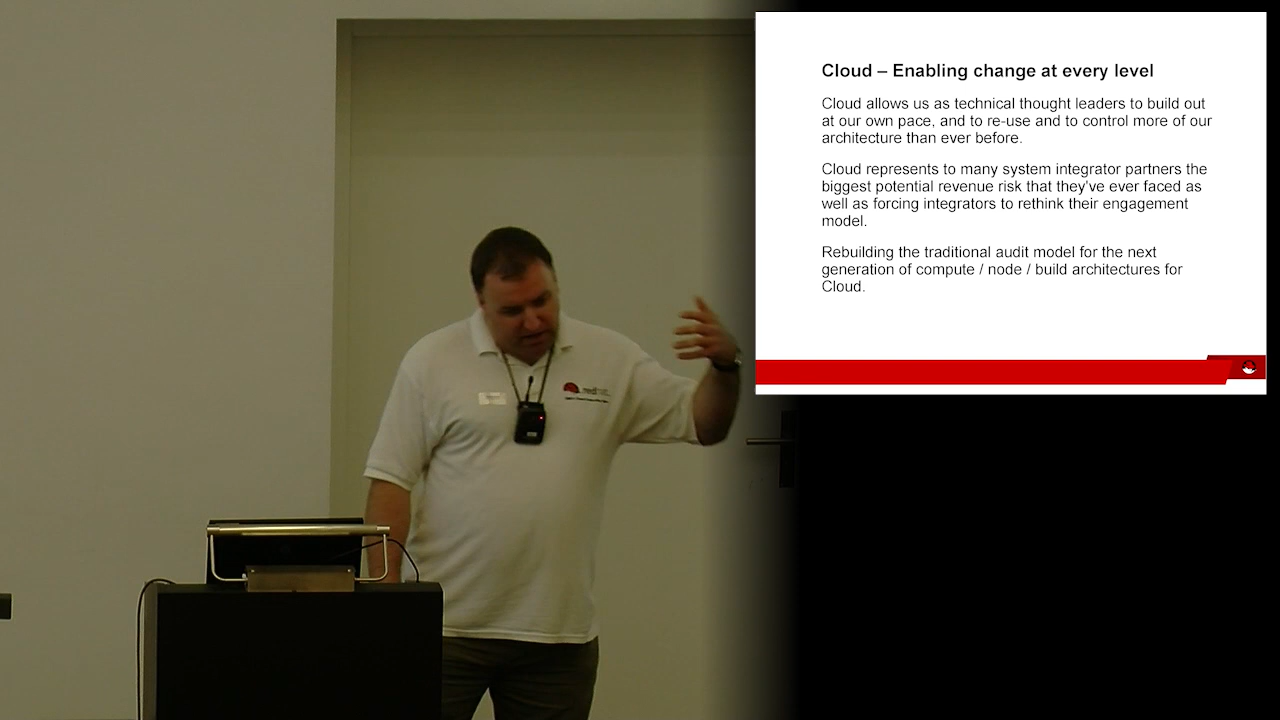 Cloud – Enabling change at every level
Cloud allows us as technical thought leaders to build out
at our own pace, and to re-use and to control more of our
architecture than ever before.
Cloud represents to many system integrator partners the
biggest potential revenue risk that they've ever faced as
well as forcing integrators to rethink their engagement
model.
Rebuilding the traditional audit model for the next
generation of compute / node / build architectures for
Cloud.
red